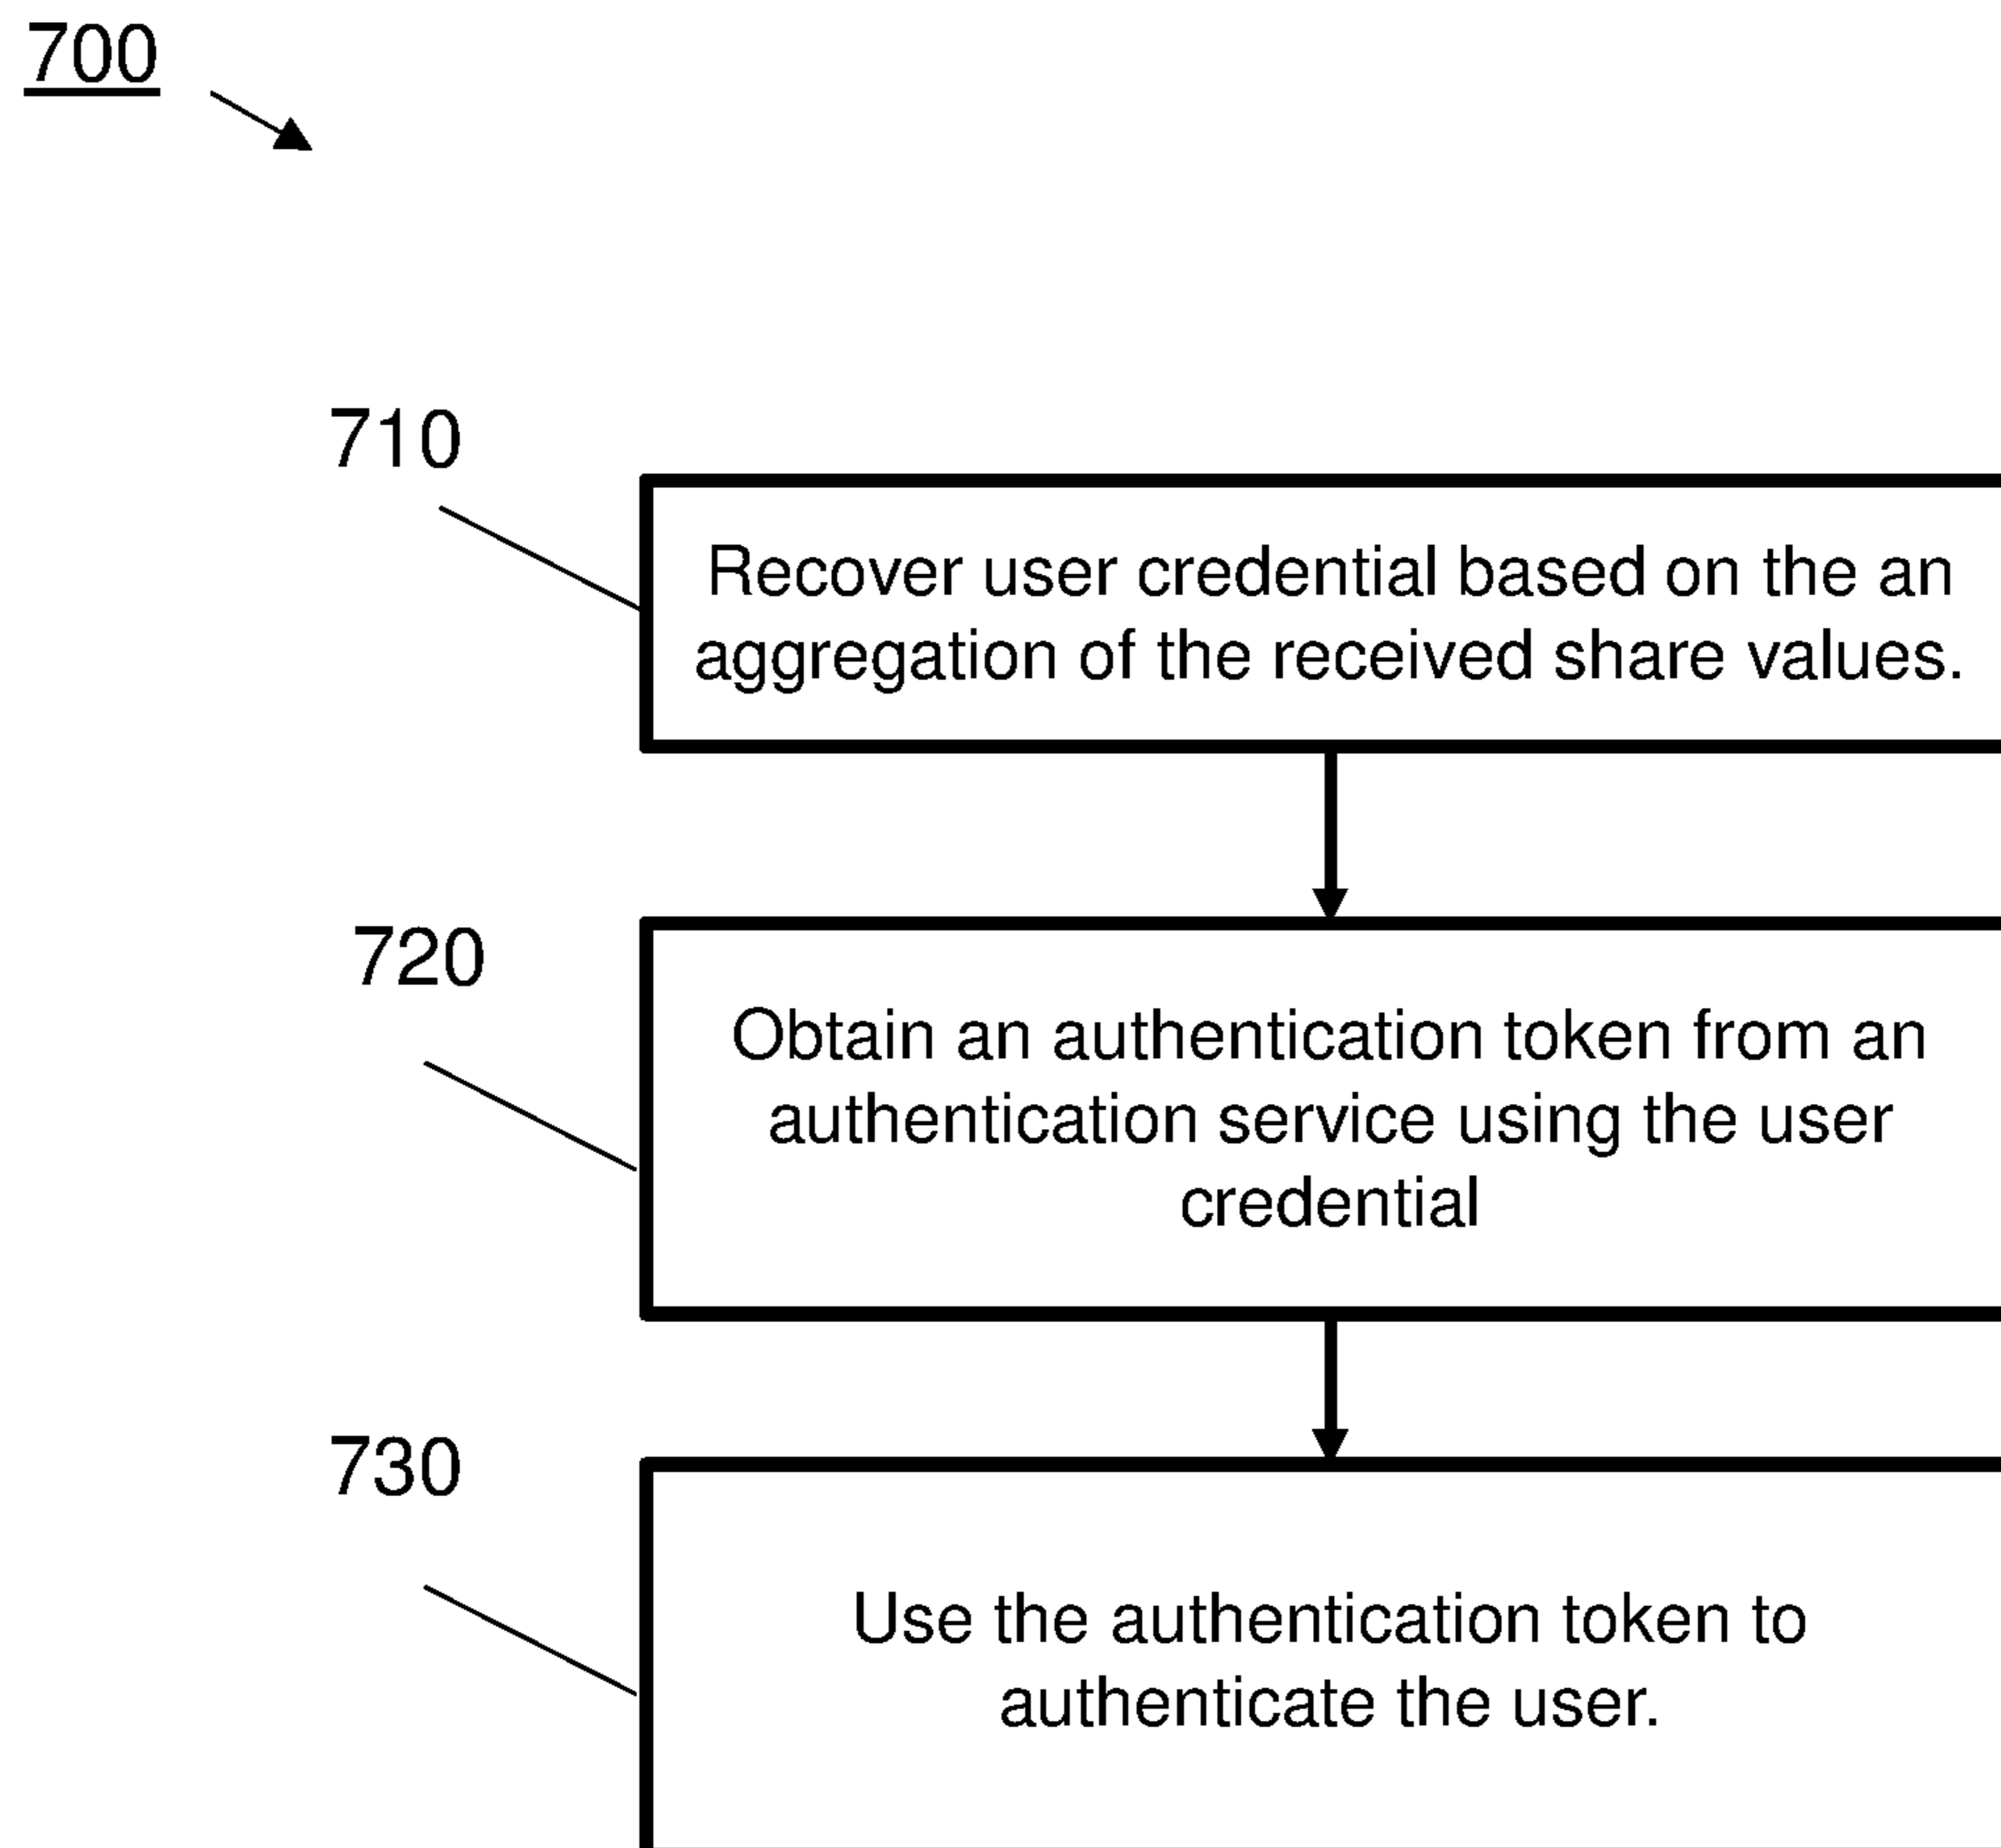 700
710
Recover user credential based on the an
aggregation of the received share values.
720
Obtain an authentication token from an
authentication service using the user
credential
730
Use the authentication token to
authenticate the user.